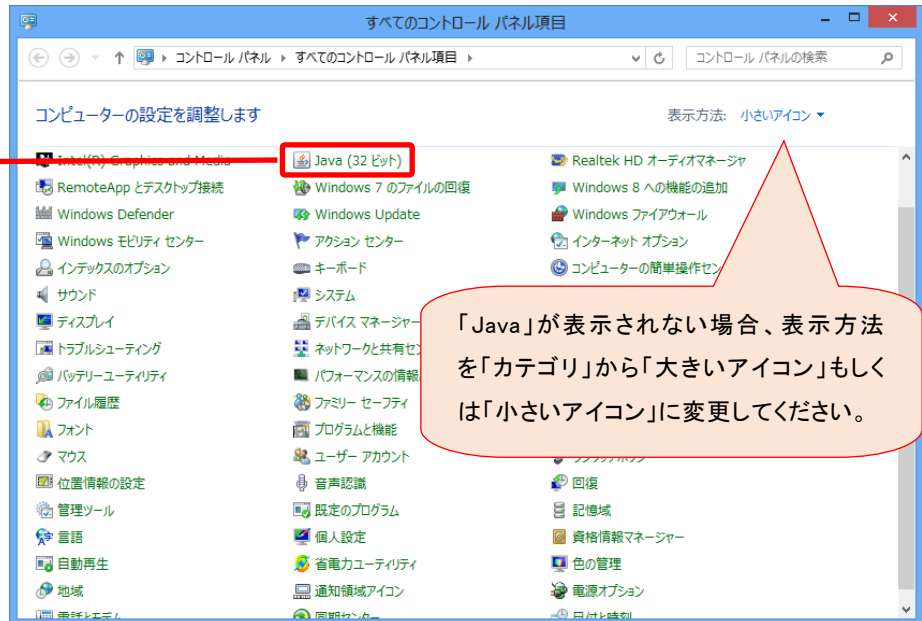 すべてのコントロール パネル項目
コントロール パネル
すべてのコントロール パネル項目
コントロール パネルの検索
コンピューターの設定を調整します
表示方法:
小さいアイコン
Intel(R) Graphics and Media
Java (32 ビット)
Realtek HD オーディオマネージャ
RemoteApp とデスクトップ接続
Windows 7 のファイルの回復
Windows 8 への機能の追加
Windows Defender
Windows Update
Windows ファイアウォール
Windows モビリティ センター
アクション センター
インターネット オプション
インデックスのオプション
キーボード
コンピューターの簡単操作セン
サウンド
システム
ディスプレイ
デバイス マネージャー
トラブルシューティング
ネットワークと共有セン
バッテリーユーティリティ
パフォーマンスの情報
ファイル履歴
ファミリー セーフティ
フォント
プログラムと機能
マウス
ユーザー アカウント
「Java」が表示されない場合、表示方法
を「カテゴリ」から「大きいアイコン」もしく
は「小さいアイコン」に変更してください。
位置情報の設定
音声認識
回復
管理ツール
既定のプログラム
記憶域
言語
個人設定
資格情報マネージャー
自動再生
省電力ユーティリティ
色の管理
地域
通知領域アイコン
電源オプション
電話とモデム
同期センター
日付と時刻